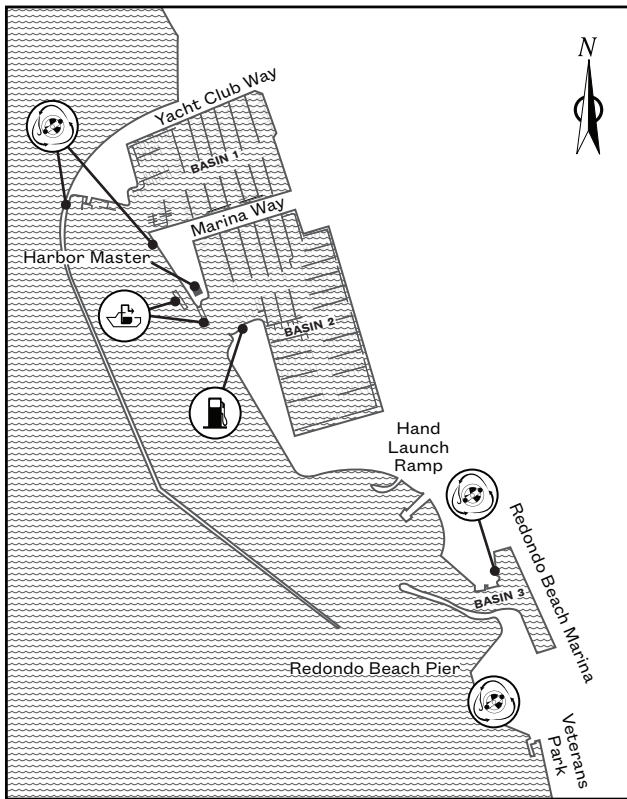 N
Yacht Club Way
BASIN 1
Marina Way
Harbor Master
BASIN 2
Hand
Launch
Ramp
Redondo Beach Marina
BASIN 3
Redondo Beach Pier
Veterans
Park